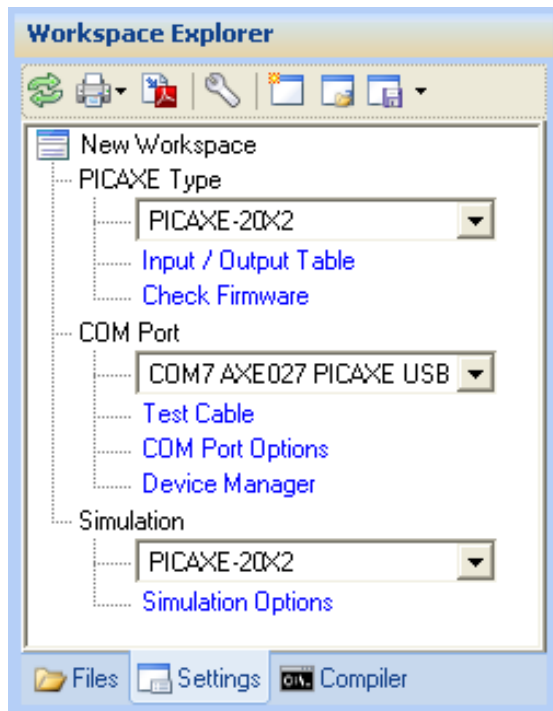 Workspace Explorer
New Workspace
PICAXE Type
PICAXE-20X2
Input / Output Table
Check Firmware
COM Port
COM7 AXE027 PICAXE USB
Test Cable
COM Port Options
Device Manager
Simulation
PICAXE-20X2
Simulation Options
Files Settings Compiler